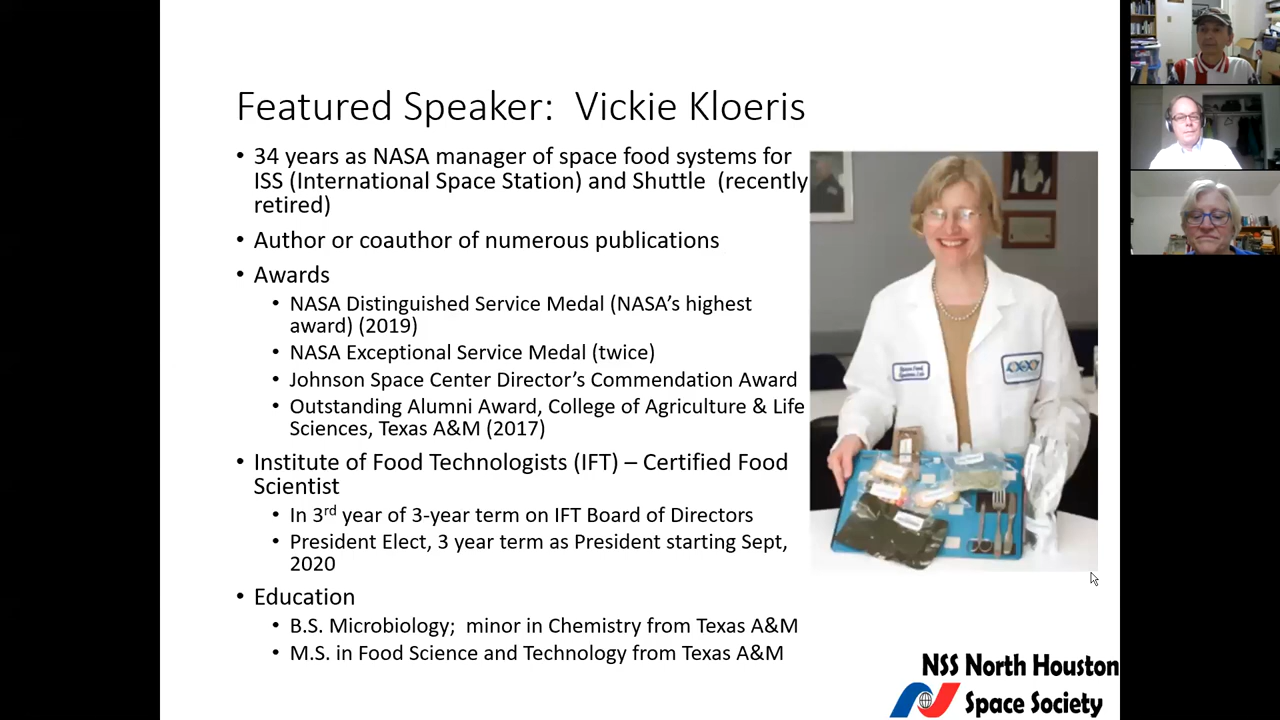 Featured Speaker:  Vickie Kloeris
• 34 years as NASA manager of space food systems for
ISS (International Space Station) and Shuttle  (recently
retired)
• Author or coauthor of numerous publications
• Awards
• NASA Distinguished Service Medal (NASA’s highest
award) (2019)
• NASA Exceptional Service Medal (twice)
• Johnson Space Center Director’s Commendation Award
• Outstanding Alumni Award, College of Agriculture & Life
Sciences, Texas A&M (2017)
• Institute of Food Technologists (IFT) – Certified Food
Scientist
• In 3rd year of 3-year term on IFT Board of Directors
• President Elect, 3 year term as President starting Sept,
2020
• Education
• B.S. Microbiology;  minor in Chemistry from Texas A&M
• M.S. in Food Science and Technology from Texas A&M
Space Food
Systems Lab
NSS North Houston
Space Society